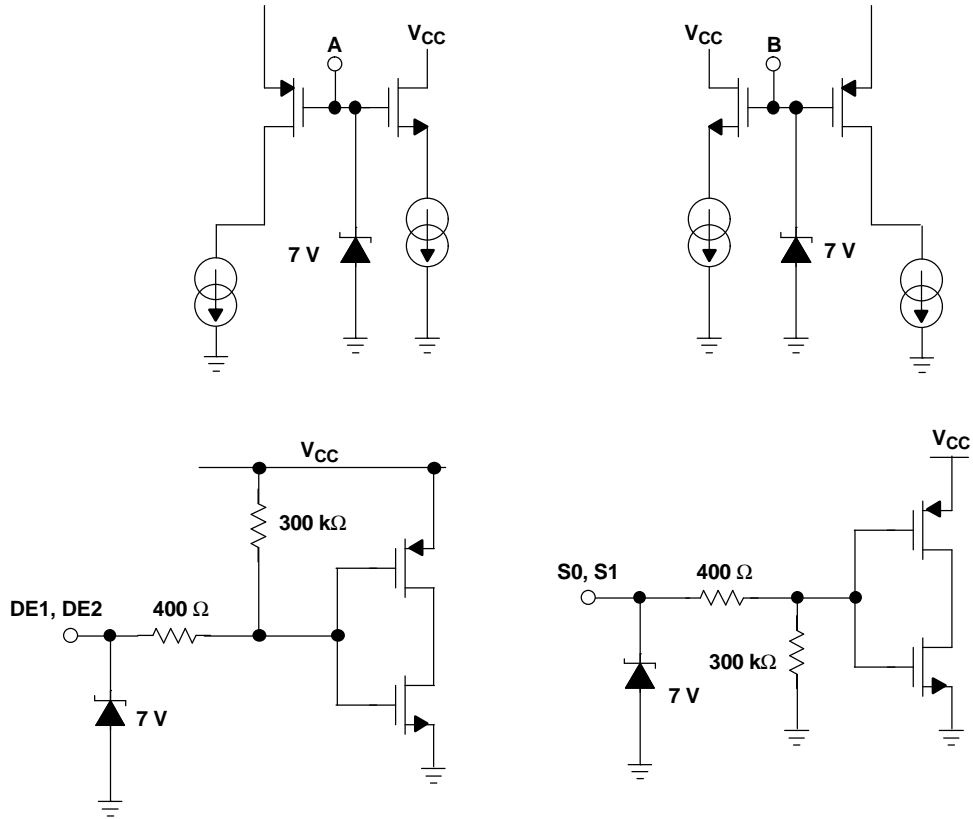 A
VCC
7 V
VCC
B
7 V
VCC
300 kΩ
DE1, DE2
400 Ω
7 V
VCC
S0, S1
400 Ω
300 kΩ
7 V